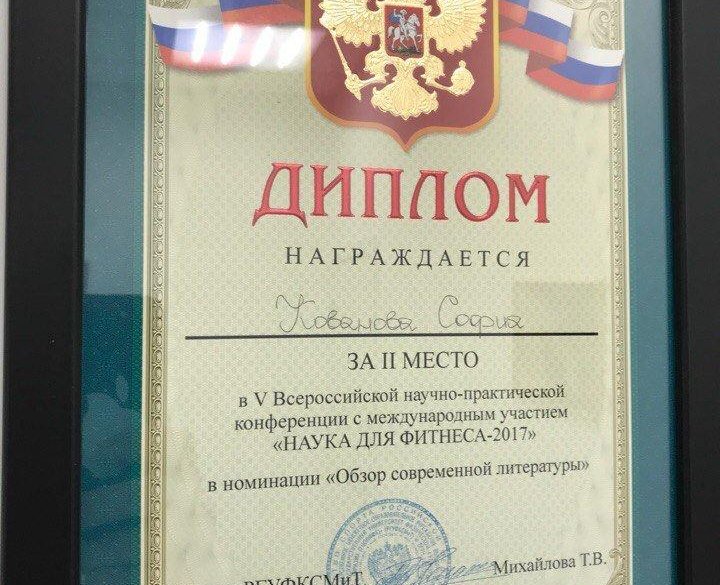 ДИПЛОМ
НАГРАЖДАЕТСЯ
Кованова София
ЗА II МЕСТО
в V Всероссийской научно-практической
конференции с международным участием
«НАУКА ДЛЯ ФИТНЕСА-2017»
в номинации «Обзор современной литературы»
Михайлова Т.В.
РГУФКСМиТ